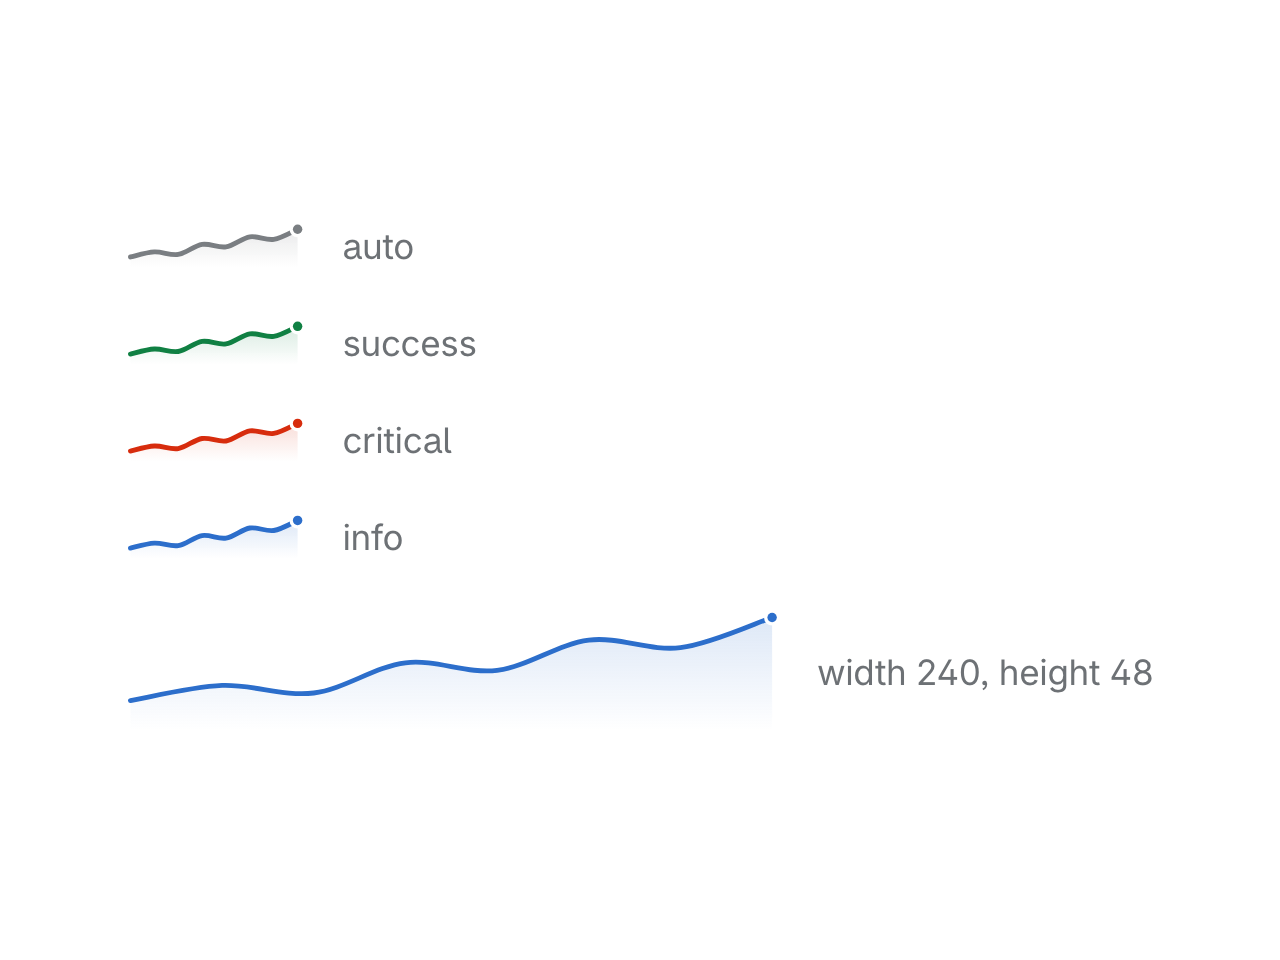 auto
success
critical
info
width 240, height 48